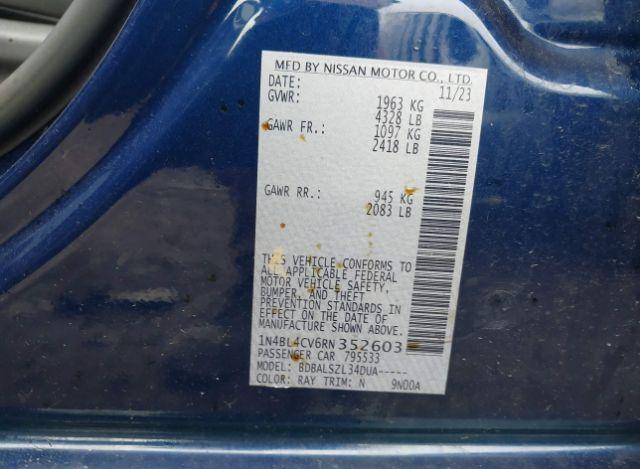 MFD BY NISSAN MOTOR CO., LTD.
DATE: 11/23
GVWR: 1963 KG
4328 LB
GAWR FR.: 1097 KG
2418 LB
GAWR RR.: 945 KG
2083 LB
THIS VEHICLE CONFORMS TO
ALL APPLICABLE FEDERAL
MOTOR VEHICLE SAFETY,
BUMPER, AND THEFT
PREVENTION STANDARDS IN
EFFECT ON THE DATE OF
MANUFACTURE SHOWN ABOVE.
1N4BL4CV6RN352603
PASSENGER CAR 795533
MODEL: BDBALSZL34DUA-----
COLOR: RAY TRIM: N 9N00A